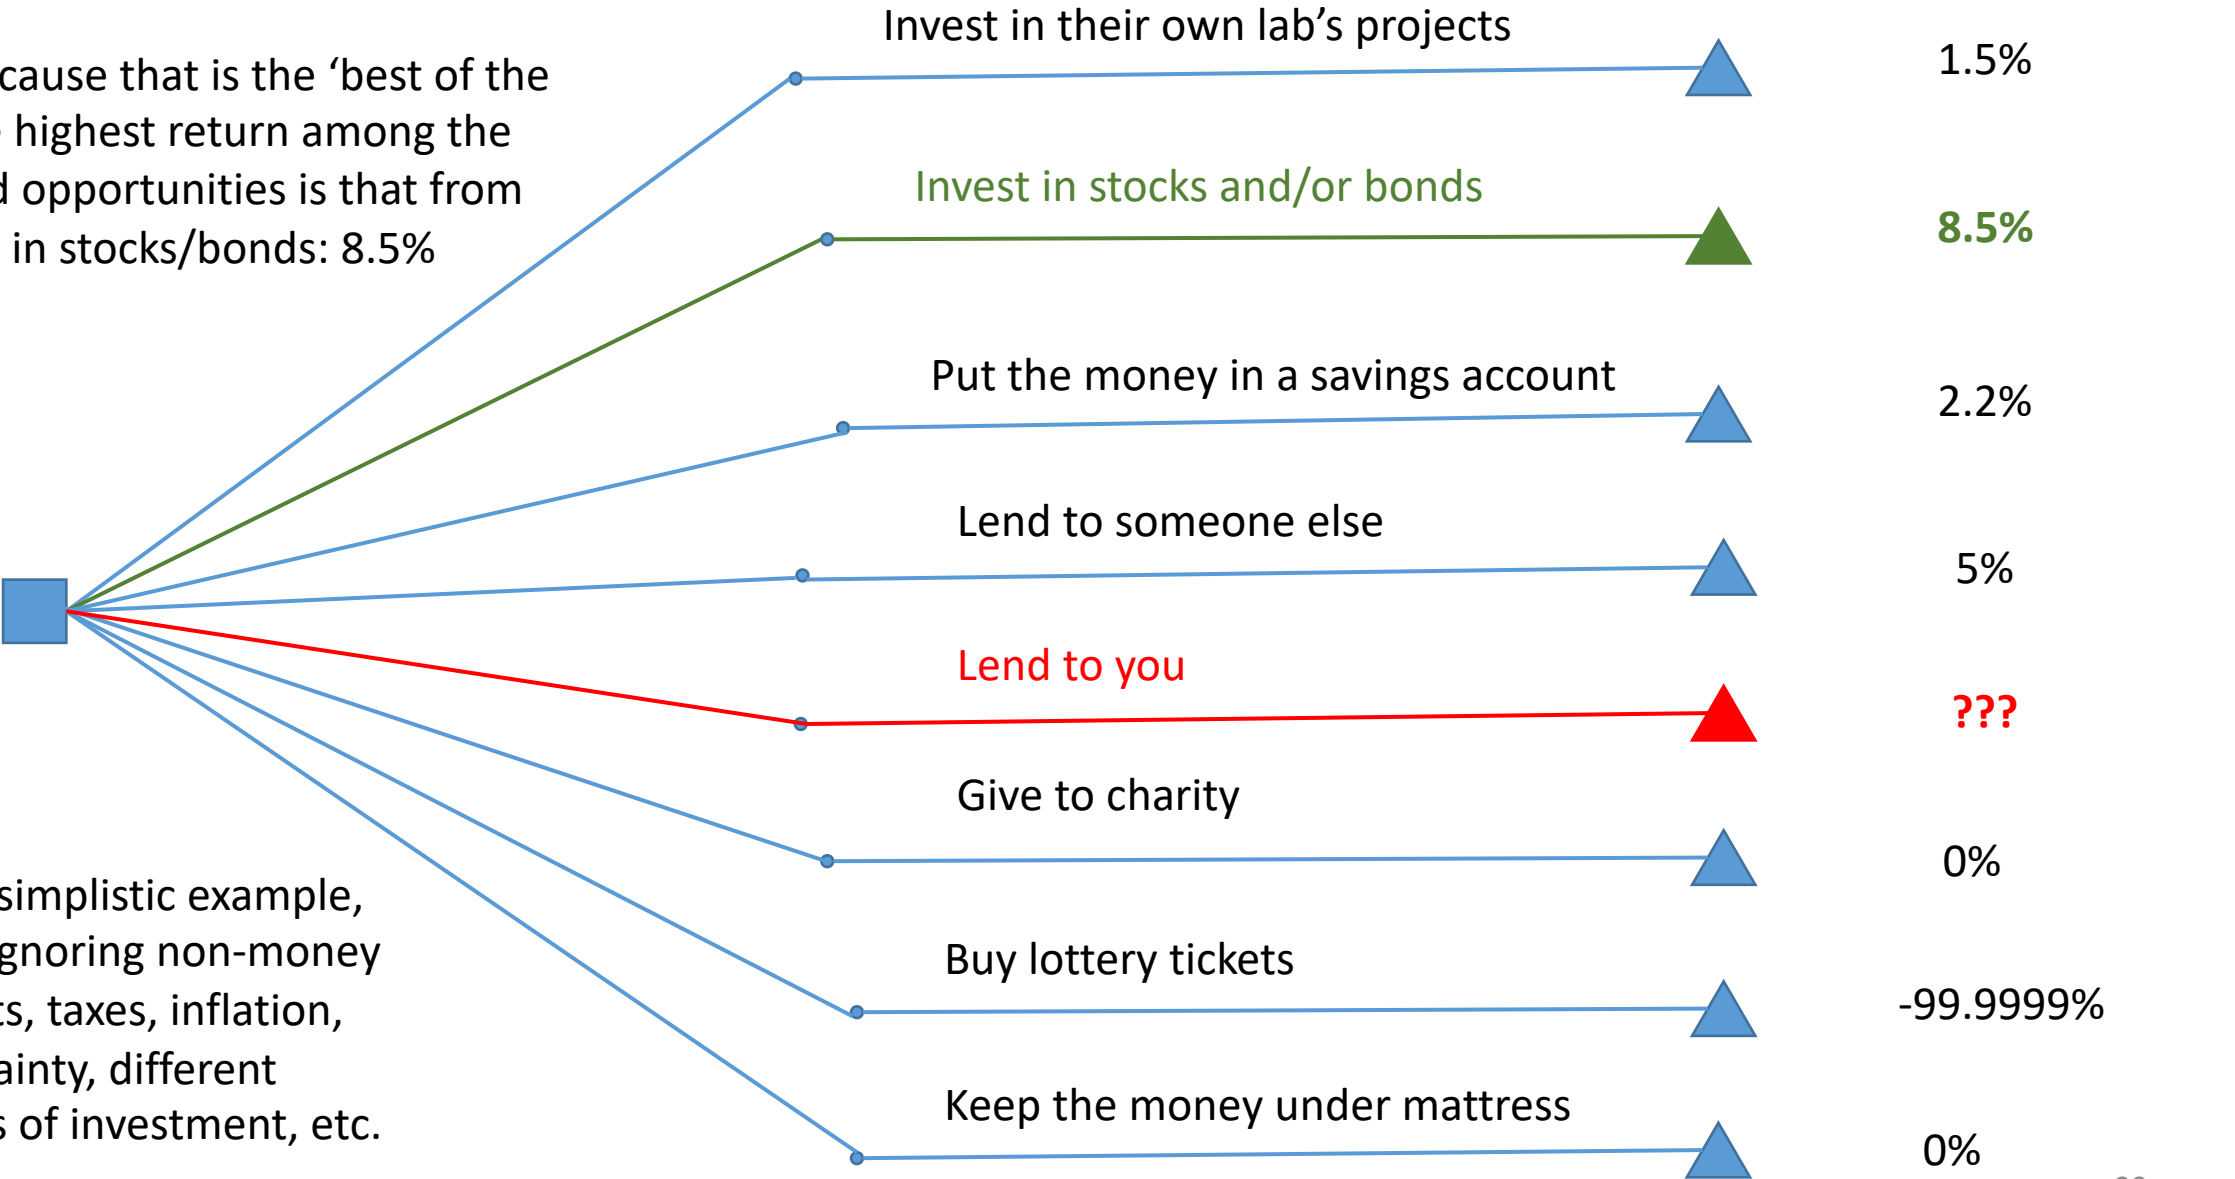 Invest in their own lab’s projects
1.5%
cause that is the ‘best of the
highest return among the
opportunities is that from
in stocks/bonds: 8.5%
Invest in stocks and/or bonds
8.5%
Put the money in a savings account
2.2%
Lend to someone else
5%
Lend to you
???
Give to charity
0%
simplistic example,
gnoring non-money
ts, taxes, inflation,
ainty, different
s of investment, etc.
Buy lottery tickets
-99.9999%
Keep the money under mattress
0%